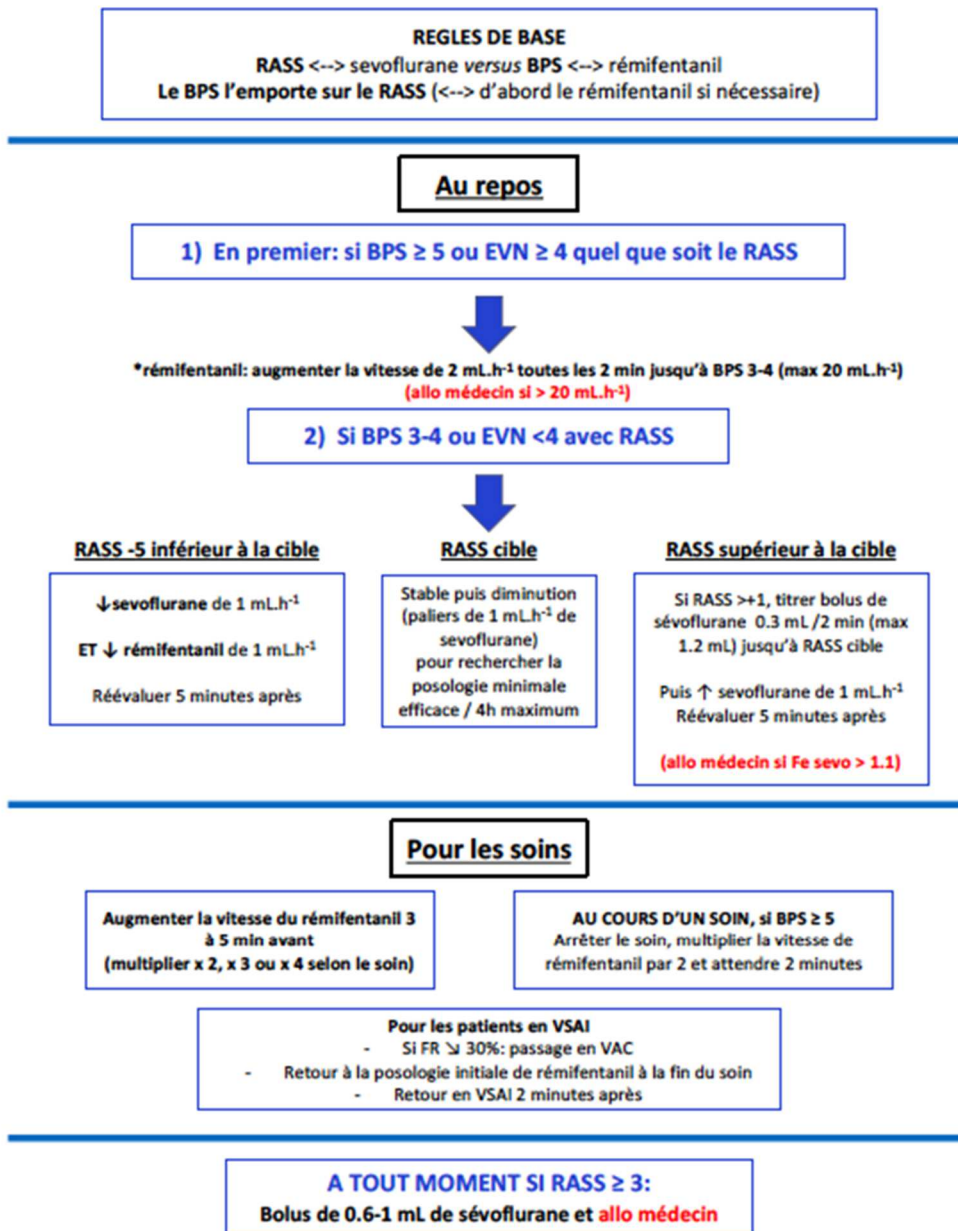 REGLES DE BASE
RASS <--> sevoflurane versus BPS <--> rémifentanil
Le BPS l'emporte sur le RASS (<--> d'abord le rémifentanil si nécessaire)
Au repos
1) En premier: si BPS ≥ 5 ou EVN ≥ 4 quel que soit le RASS
*rémifentanil: augmenter la vitesse de 2 mL.h⁻¹ toutes les 2 min jusqu'à BPS 3-4 (max 20 mL.h⁻¹)
(allo médecin si > 20 mL.h⁻¹)
2) Si BPS 3-4 ou EVN <4 avec RASS
RASS -5 inférieur à la cible
↓sevoflurane de 1 mL.h⁻¹
ET ↓ rémifentanil de 1 mL.h⁻¹
Réévaluer 5 minutes après
RASS cible
Stable puis diminution
(paliers de 1 mL.h⁻¹ de
sevoflurane)
pour rechercher la
posologie minimale
efficace / 4h maximum
RASS supérieur à la cible
Si RASS >+1, titrer bolus de
sévoflurane 0.3 mL /2 min (max
1.2 mL) jusqu'à RASS cible
Puis ↑ sevoflurane de 1 mL.h⁻¹
Réévaluer 5 minutes après
(allo médecin si Fe sevo > 1.1)
Pour les soins
Augmenter la vitesse du rémifentanil 3
à 5 min avant
(multiplier x 2, x 3 ou x 4 selon le soin)
AU COURS D'UN SOIN, si BPS ≥ 5
Arrêter le soin, multiplier la vitesse de
rémifentanil par 2 et attendre 2 minutes
Pour les patients en VSAI
- Si FR ↘ 30%: passage en VAC
- Retour à la posologie initiale de rémifentanil à la fin du soin
- Retour en VSAI 2 minutes après
A TOUT MOMENT SI RASS ≥ 3:
Bolus de 0.6-1 mL de sévoflurane et allo médecin